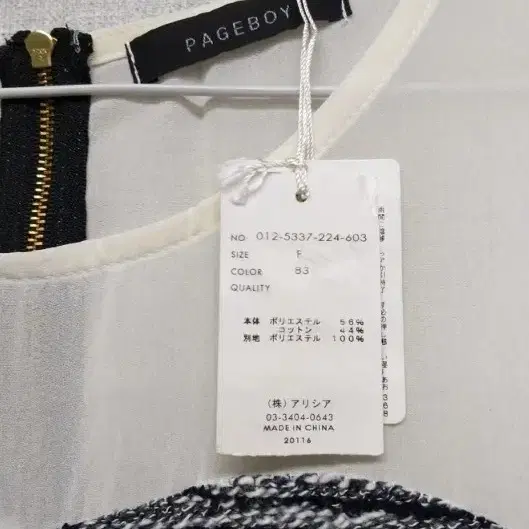 PAGEBOY
NO 012-5337-224-603
SIZE F
COLOR 83
QUALITY
本体 ポリエステル 56%
コットン 44%
別地 ポリエステル 100%
(株)アリシア
03-3404-0643
MADE IN CHINA
20116